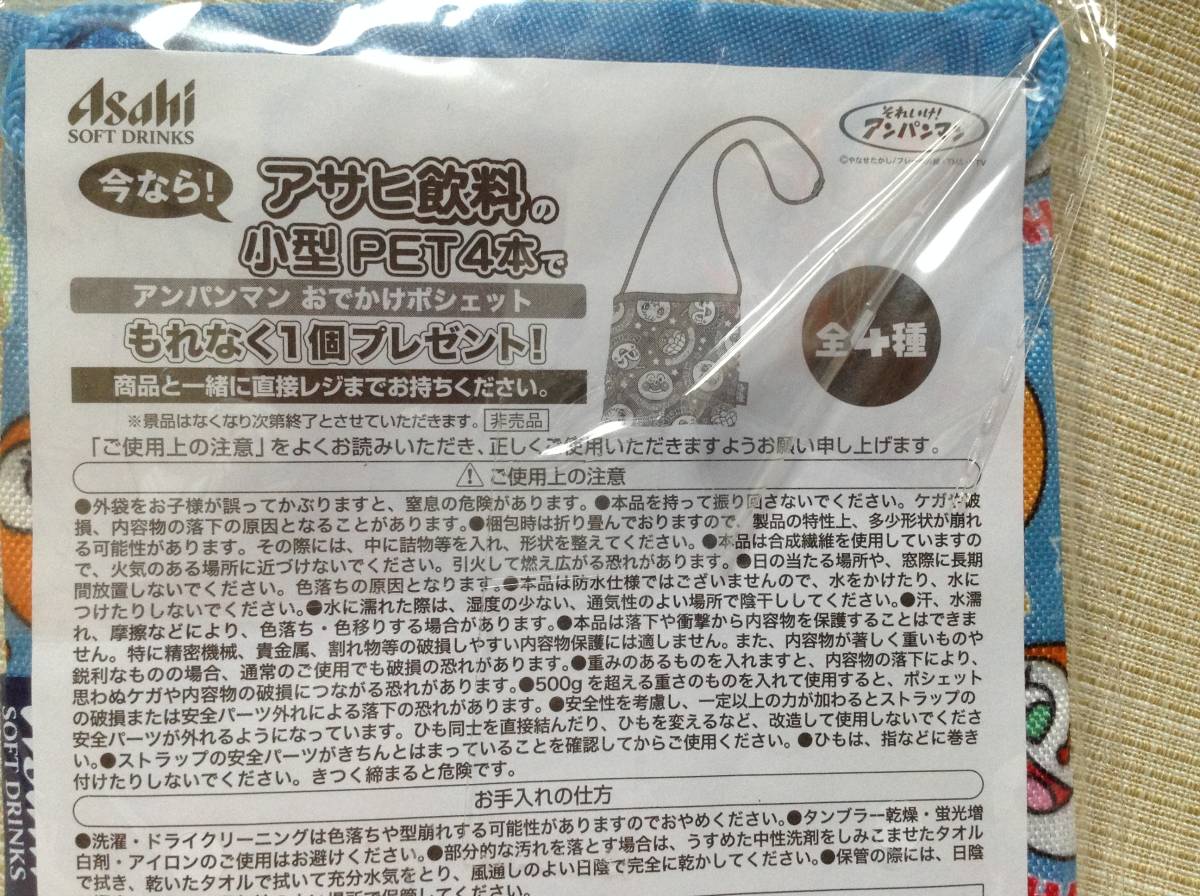 Asahi
SOFT DRINKS
それいけ!
アンパンマン
©やなせたかし/フレーベル館・TMS・NTV
今なら!
アサヒ飲料の
小型PET4本で
アンパンマン おでかけポシェット
もれなく1個プレゼント!
商品と一緒に直接レジまでお持ちください。
全4種
※景品はなくなり次第終了とさせていただきます。 非売品
「ご使用上の注意」をよくお読みいただき、正しくご使用いただきますようお願い申し上げます。
⚠ご使用上の注意
●外袋をお子様が誤ってかぶりますと、窒息の危険があります。●本品を持って振り回さないでください。ケガや破
損、内容物の落下の原因となることがあります。●梱包時は折り畳んでおりますので、製品の特性上、多少形状が崩れ
る可能性があります。その際には、中に詰物等を入れ、形状を整えてください。●本品は合成繊維を使用していますの
で、火気のある場所に近づけないでください。引火して燃え広がる恐れがあります。●日の当たる場所や、窓際に長期
間放置しないでください。色落ちの原因となります。●本品は防水仕様ではございませんので、水をかけたり、水に
つけたりしないでください。●水に濡れた際は、湿度の少ない、通気性のよい場所で陰干ししてください。●汗、水濡
れ、摩擦などにより、色落ち・色移りする場合があります。●本品は落下や衝撃から内容物を保護することはできま
せん。特に精密機械、貴金属、割れ物等の破損しやすい内容物保護には適しません。また、内容物が著しく重いものや
鋭利なものの場合、通常のご使用でも破損の恐れがあります。●重みのあるものを入れますと、内容物の落下により、
思わぬケガや内容物の破損につながる恐れがあります。●500gを超える重さのものを入れて使用すると、ポシェット
の破損または安全パーツ外れによる落下の恐れがあります。●安全性を考慮し、一定以上の力が加わるとストラップの
安全パーツが外れるようになっています。ひも同士を直接結んだり、ひもを変えるなど、改造して使用しないでくださ
い。●ストラップの安全パーツがきちんとはまっていることを確認してからご使用ください。●ひもは、指などに巻き
付けたりしないでください。きつく締まると危険です。
お手入れの仕方
●洗濯・ドライクリーニングは色落ちや型崩れする可能性がありますのでおやめください。●タンブラー乾燥・蛍光増
白剤・アイロンのご使用はお避けください。●部分的な汚れを落とす場合は、うすめた中性洗剤をしみこませたタオル
で拭き、乾いたタオルで拭いて充分水気をとり、風通しのよい日陰で完全に乾かしてください。●保管の際には、日陰
SOFT DRINKS